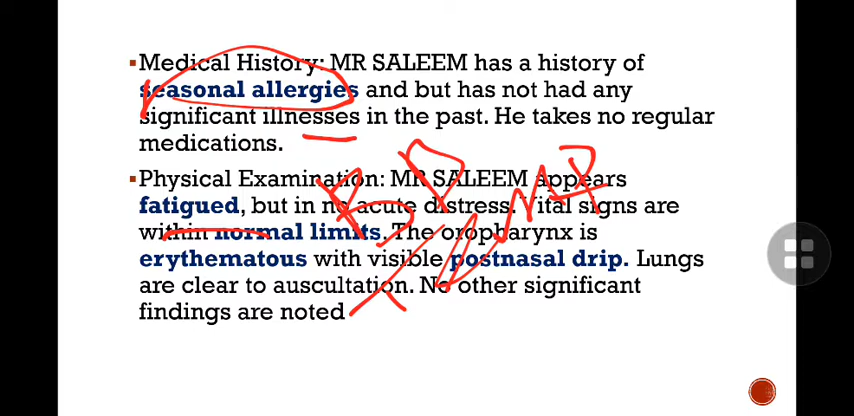 ▪Medical History: MR SALEEM has a history of
seasonal allergies and but has not had any
significant illnesses in the past. He takes no regular
medications.
▪Physical Examination: MR SALEEM appears
fatigued, but in no acute distress. Vital signs are
within normal limits. The oropharynx is
erythematous with visible postnasal drip. Lungs
are clear to auscultation. No other significant
findings are noted
BP
TEMP